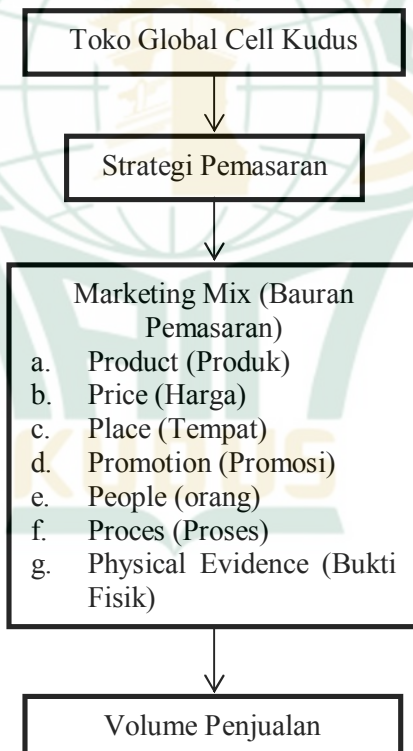 Toko Global Cell Kudus
Strategi Pemasaran
Marketing Mix (Bauran
Pemasaran)
a. Product (Produk)
b. Price (Harga)
c. Place (Tempat)
d. Promotion (Promosi)
e. People (orang)
f. Proces (Proses)
g. Physical Evidence (Bukti
Fisik)
KUDUS
Volume Penjualan